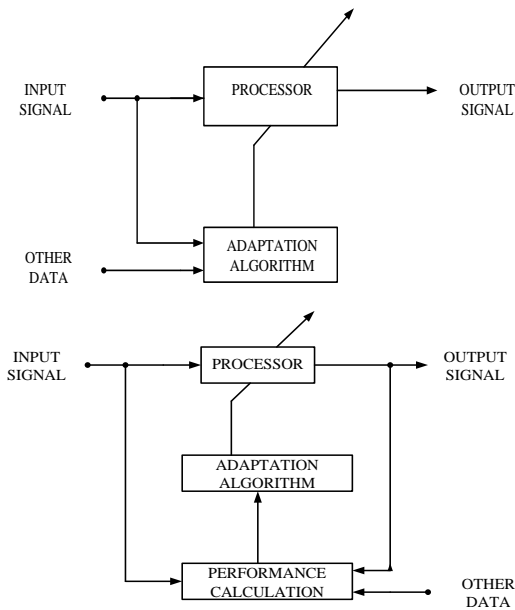 INPUT
SIGNAL
PROCESSOR
OUTPUT
SIGNAL
OTHER
DATA
ADAPTATION
ALGORITHM
INPUT
SIGNAL
PROCESSOR
OUTPUT
SIGNAL
ADAPTATION
ALGORITHM
PERFORMANCE
CALCULATION
OTHER
DATA